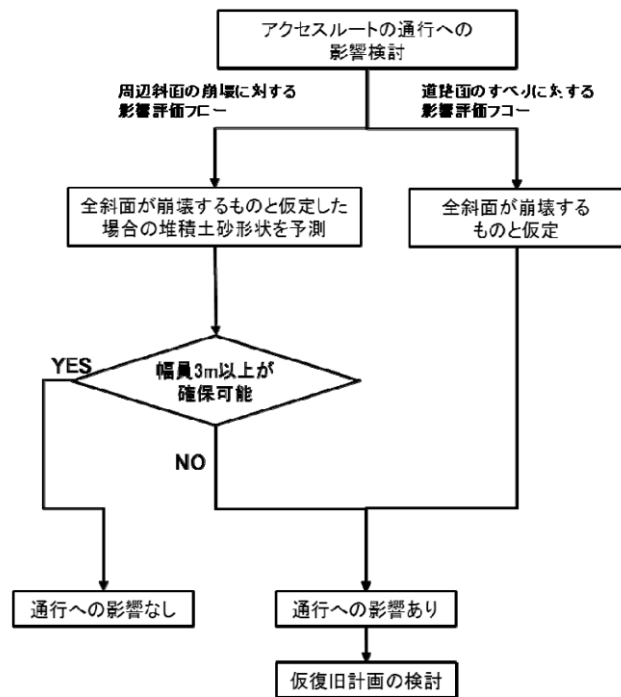 アクセスルートの通行への
影響検討
周辺斜面の崩壊に対する
影響評価フロー
道路面のすべりに対する
影響評価フロー
全斜面が崩壊するものと仮定した
場合の堆積土砂形状を予測
全斜面が崩壊する
ものと仮定
YES
幅員3m以上が
確保可能
NO
通行への影響なし
通行への影響あり
仮復旧計画の検討